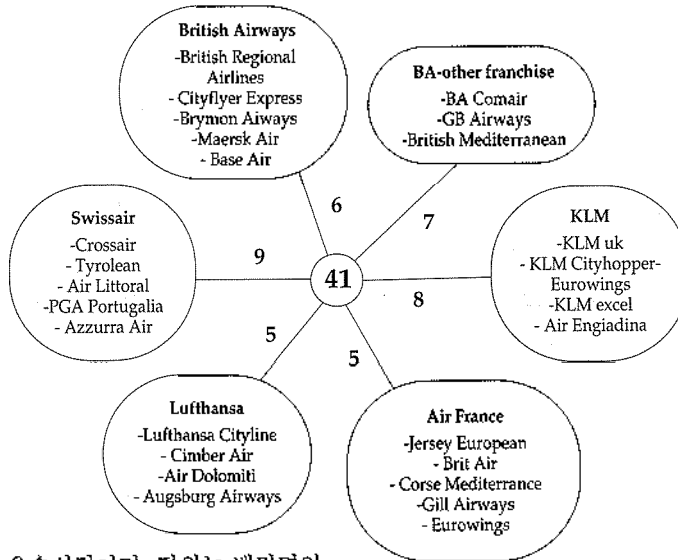 British Airways
-British Regional
Airlines
- Cityflyer Express
-Brymon Aiways
-Maersk Air
- Base Air
BA-other franchise
-BA Comair
-GB Airways
-British Mediterranean
6
7
Swissair
-Crossair
- Tyrolean
- Air Littoral
-PGA Portugalia
- Azzurra Air
9
41
8
KLM
-KLM uk
- KLM Cityhopper-
Eurowings
-KLM excel
- Air Engiadina
5
5
Lufthansa
-Lufthansa Cityline
- Cimber Air
-Air Dolomiti
- Augsburg Airways
Air France
-Jersey European
- Brit Air
- Corse Mediterrance
-Gill Airways
- Eurowings